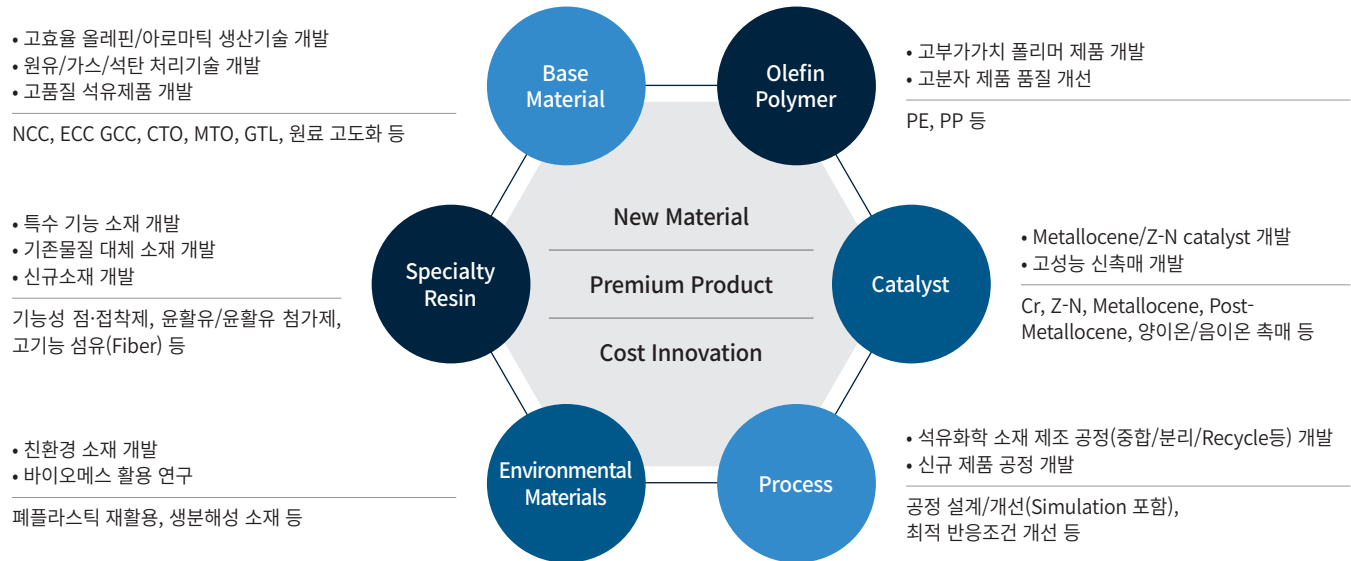 • 고효율 올레핀/아로마틱 생산기술 개발
• 원유/가스/석탄 처리기술 개발
• 고품질 석유제품 개발
NCC, ECC GCC, CTO, MTO, GTL, 원료 고도화 등
Base
Material
Olefin
Polymer
• 고부가가치 폴리머 제품 개발
• 고분자 제품 품질 개선
PE, PP 등
• 특수 기능 소재 개발
• 기존물질 대체 소재 개발
• 신규소재 개발
기능성 점·접착제, 윤활유/윤활유 첨가제,
고기능 섬유(Fiber) 등
Specialty
Resin
New Material
Premium Product
Cost Innovation
Catalyst
• Metallocene/Z-N catalyst 개발
• 고성능 신촉매 개발
Cr, Z-N, Metallocene, Post-
Metallocene, 양이온/음이온 촉매 등
• 친환경 소재 개발
• 바이오메스 활용 연구
폐플라스틱 재활용, 생분해성 소재 등
Environmental
Materials
Process
• 석유화학 소재 제조 공정(중합/분리/Recycle등) 개발
• 신규 제품 공정 개발
공정 설계/개선(Simulation 포함),
최적 반응조건 개선 등